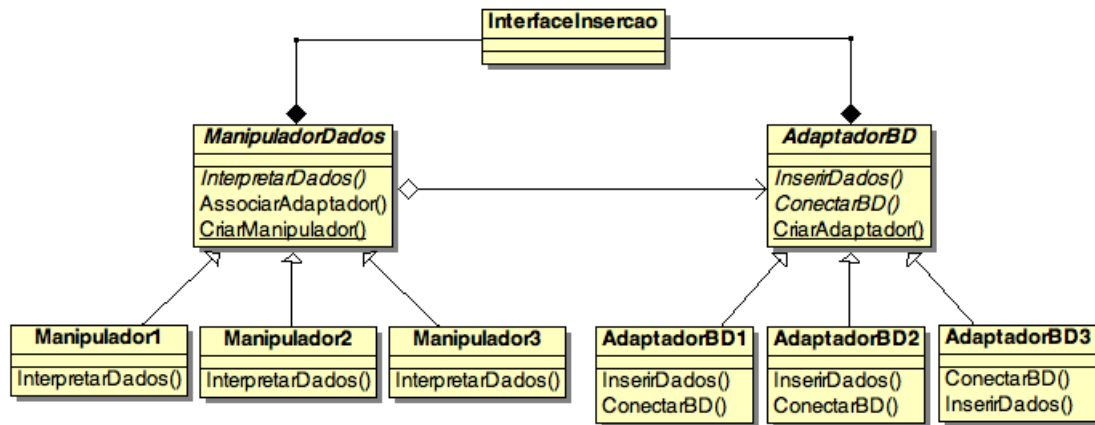 InterfaceInsercao
ManipuladorDados
InterpretarDados()
AssociarAdaptador()
CriarManipulador()
AdaptadorBD
InserirDados()
ConectarBD()
CriarAdaptador()
Manipulador1
InterpretarDados()
Manipulador2
InterpretarDados()
Manipulador3
InterpretarDados()
AdaptadorBD1
InserirDados()
ConectarBD()
AdaptadorBD2
InserirDados()
ConectarBD()
AdaptadorBD3
ConectarBD()
InserirDados()